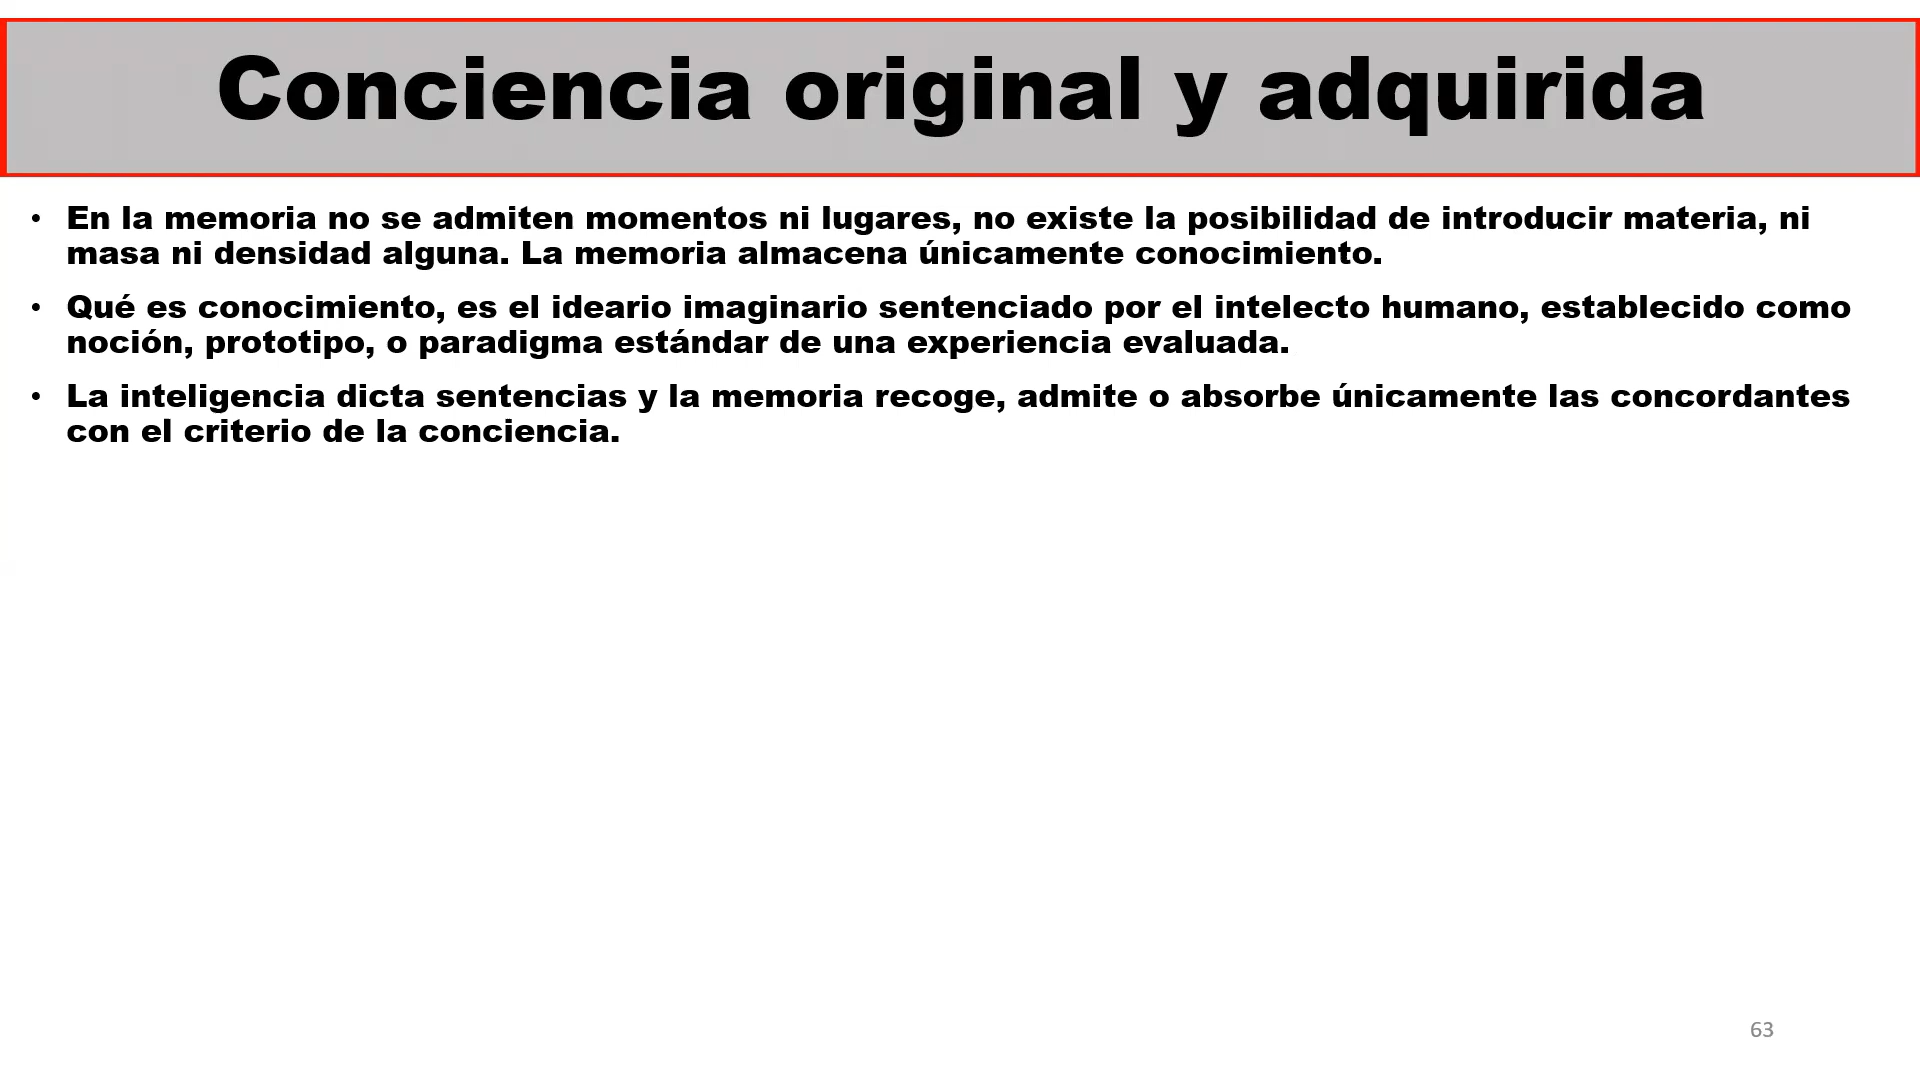 Conciencia original y adquirida
• En la memoria no se admiten momentos ni lugares, no existe la posibilidad de introducir materia, ni
masa ni densidad alguna. La memoria almacena únicamente conocimiento.
• Qué es conocimiento, es el ideario imaginario sentenciado por el intelecto humano, establecido como
noción, prototipo, o paradigma estándar de una experiencia evaluada.
• La inteligencia dicta sentencias y la memoria recoge, admite o absorbe únicamente las concordantes
con el criterio de la conciencia.
63